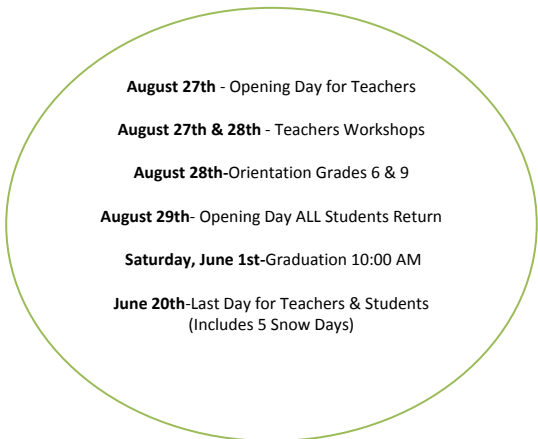 August 27th - Opening Day for Teachers
August 27th & 28th - Teachers Workshops
August 28th-Orientation Grades 6 & 9
August 29th- Opening Day ALL Students Return
Saturday, June 1st-Graduation 10:00 AM
June 20th-Last Day for Teachers & Students
(Includes 5 Snow Days)